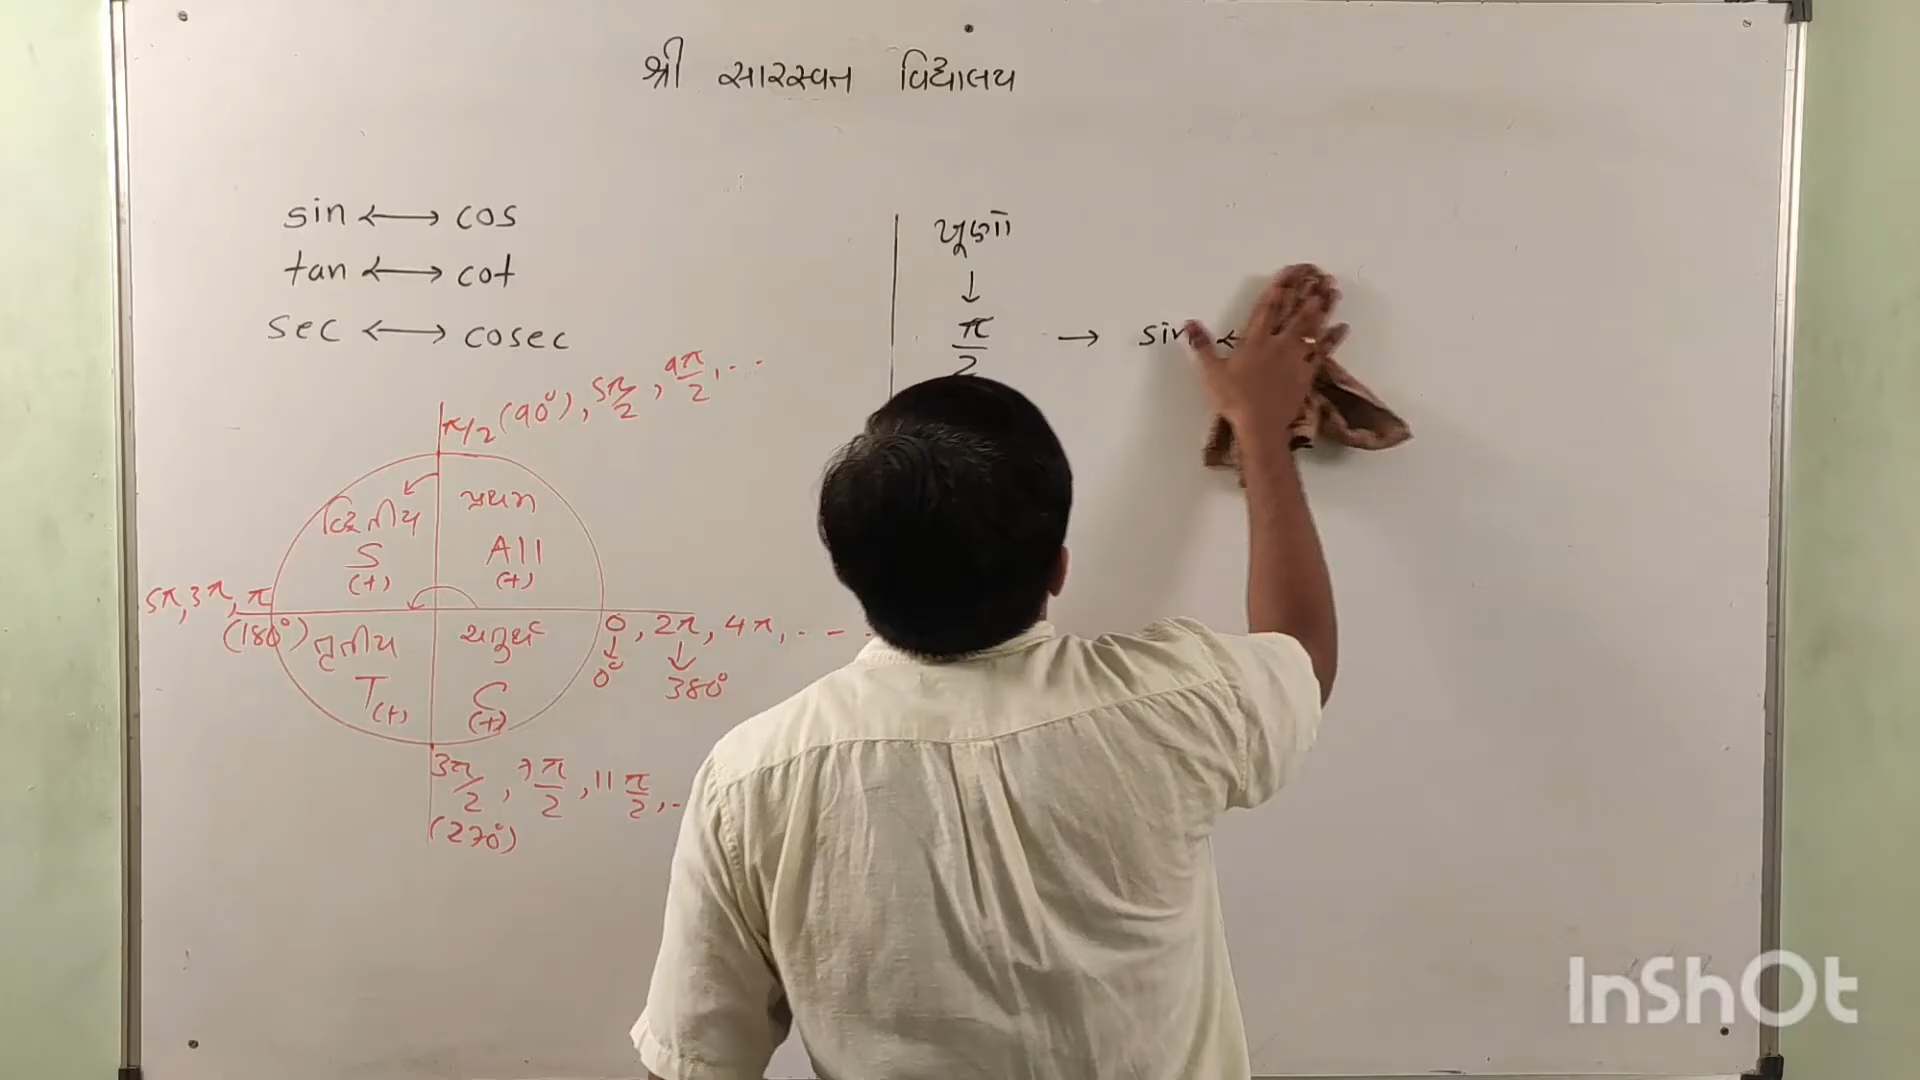 શ્રી સારસ્વત વિદ્યાલય
sin ↔ cos
tan ↔ cot
sec ↔ cosec
ખૂણો
↓
π/2 → sin ←
π/2 (90°), 5π/2, 9π/2, ...
દ્વિતીય
S
(+)
પ્રથમ
All
(+)
5π, 3π, π
(180°)
0, 2π, 4π, - - -
↓ ↓
0° 380°
તૃતીય
T(+)
ચતુર્થ
C
(+)
3π/2, 7π/2, 11π/2, ..
(270°)
InShOt